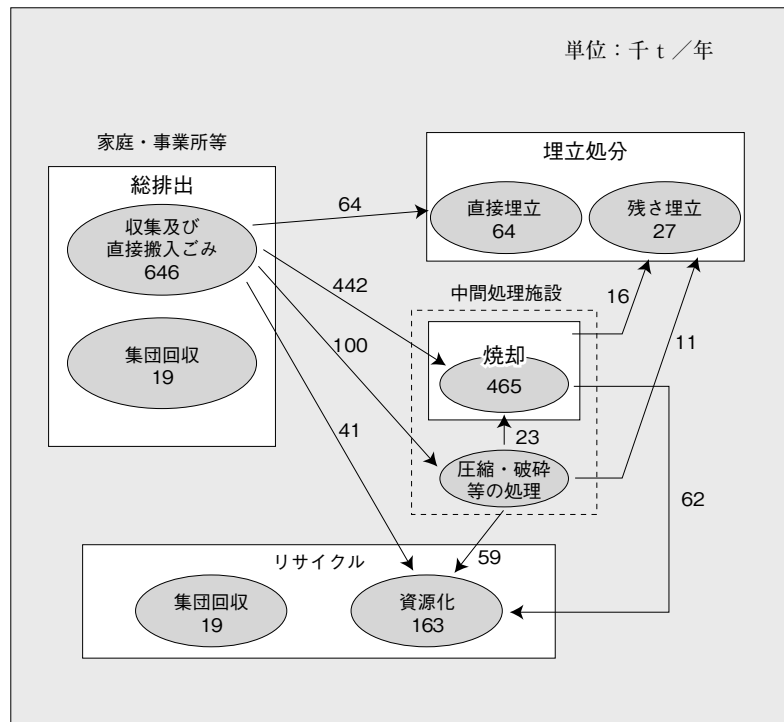 単位：千ｔ／年
家庭・事業所等
総排出
収集及び
直接搬入ごみ
646
集団回収
19
64
442
100
41
埋立処分
直接埋立
64
残さ埋立
27
中間処理施設
16
11
焼却
465
23
圧縮・破砕
等の処理
62
59
リサイクル
集団回収
19
資源化
163